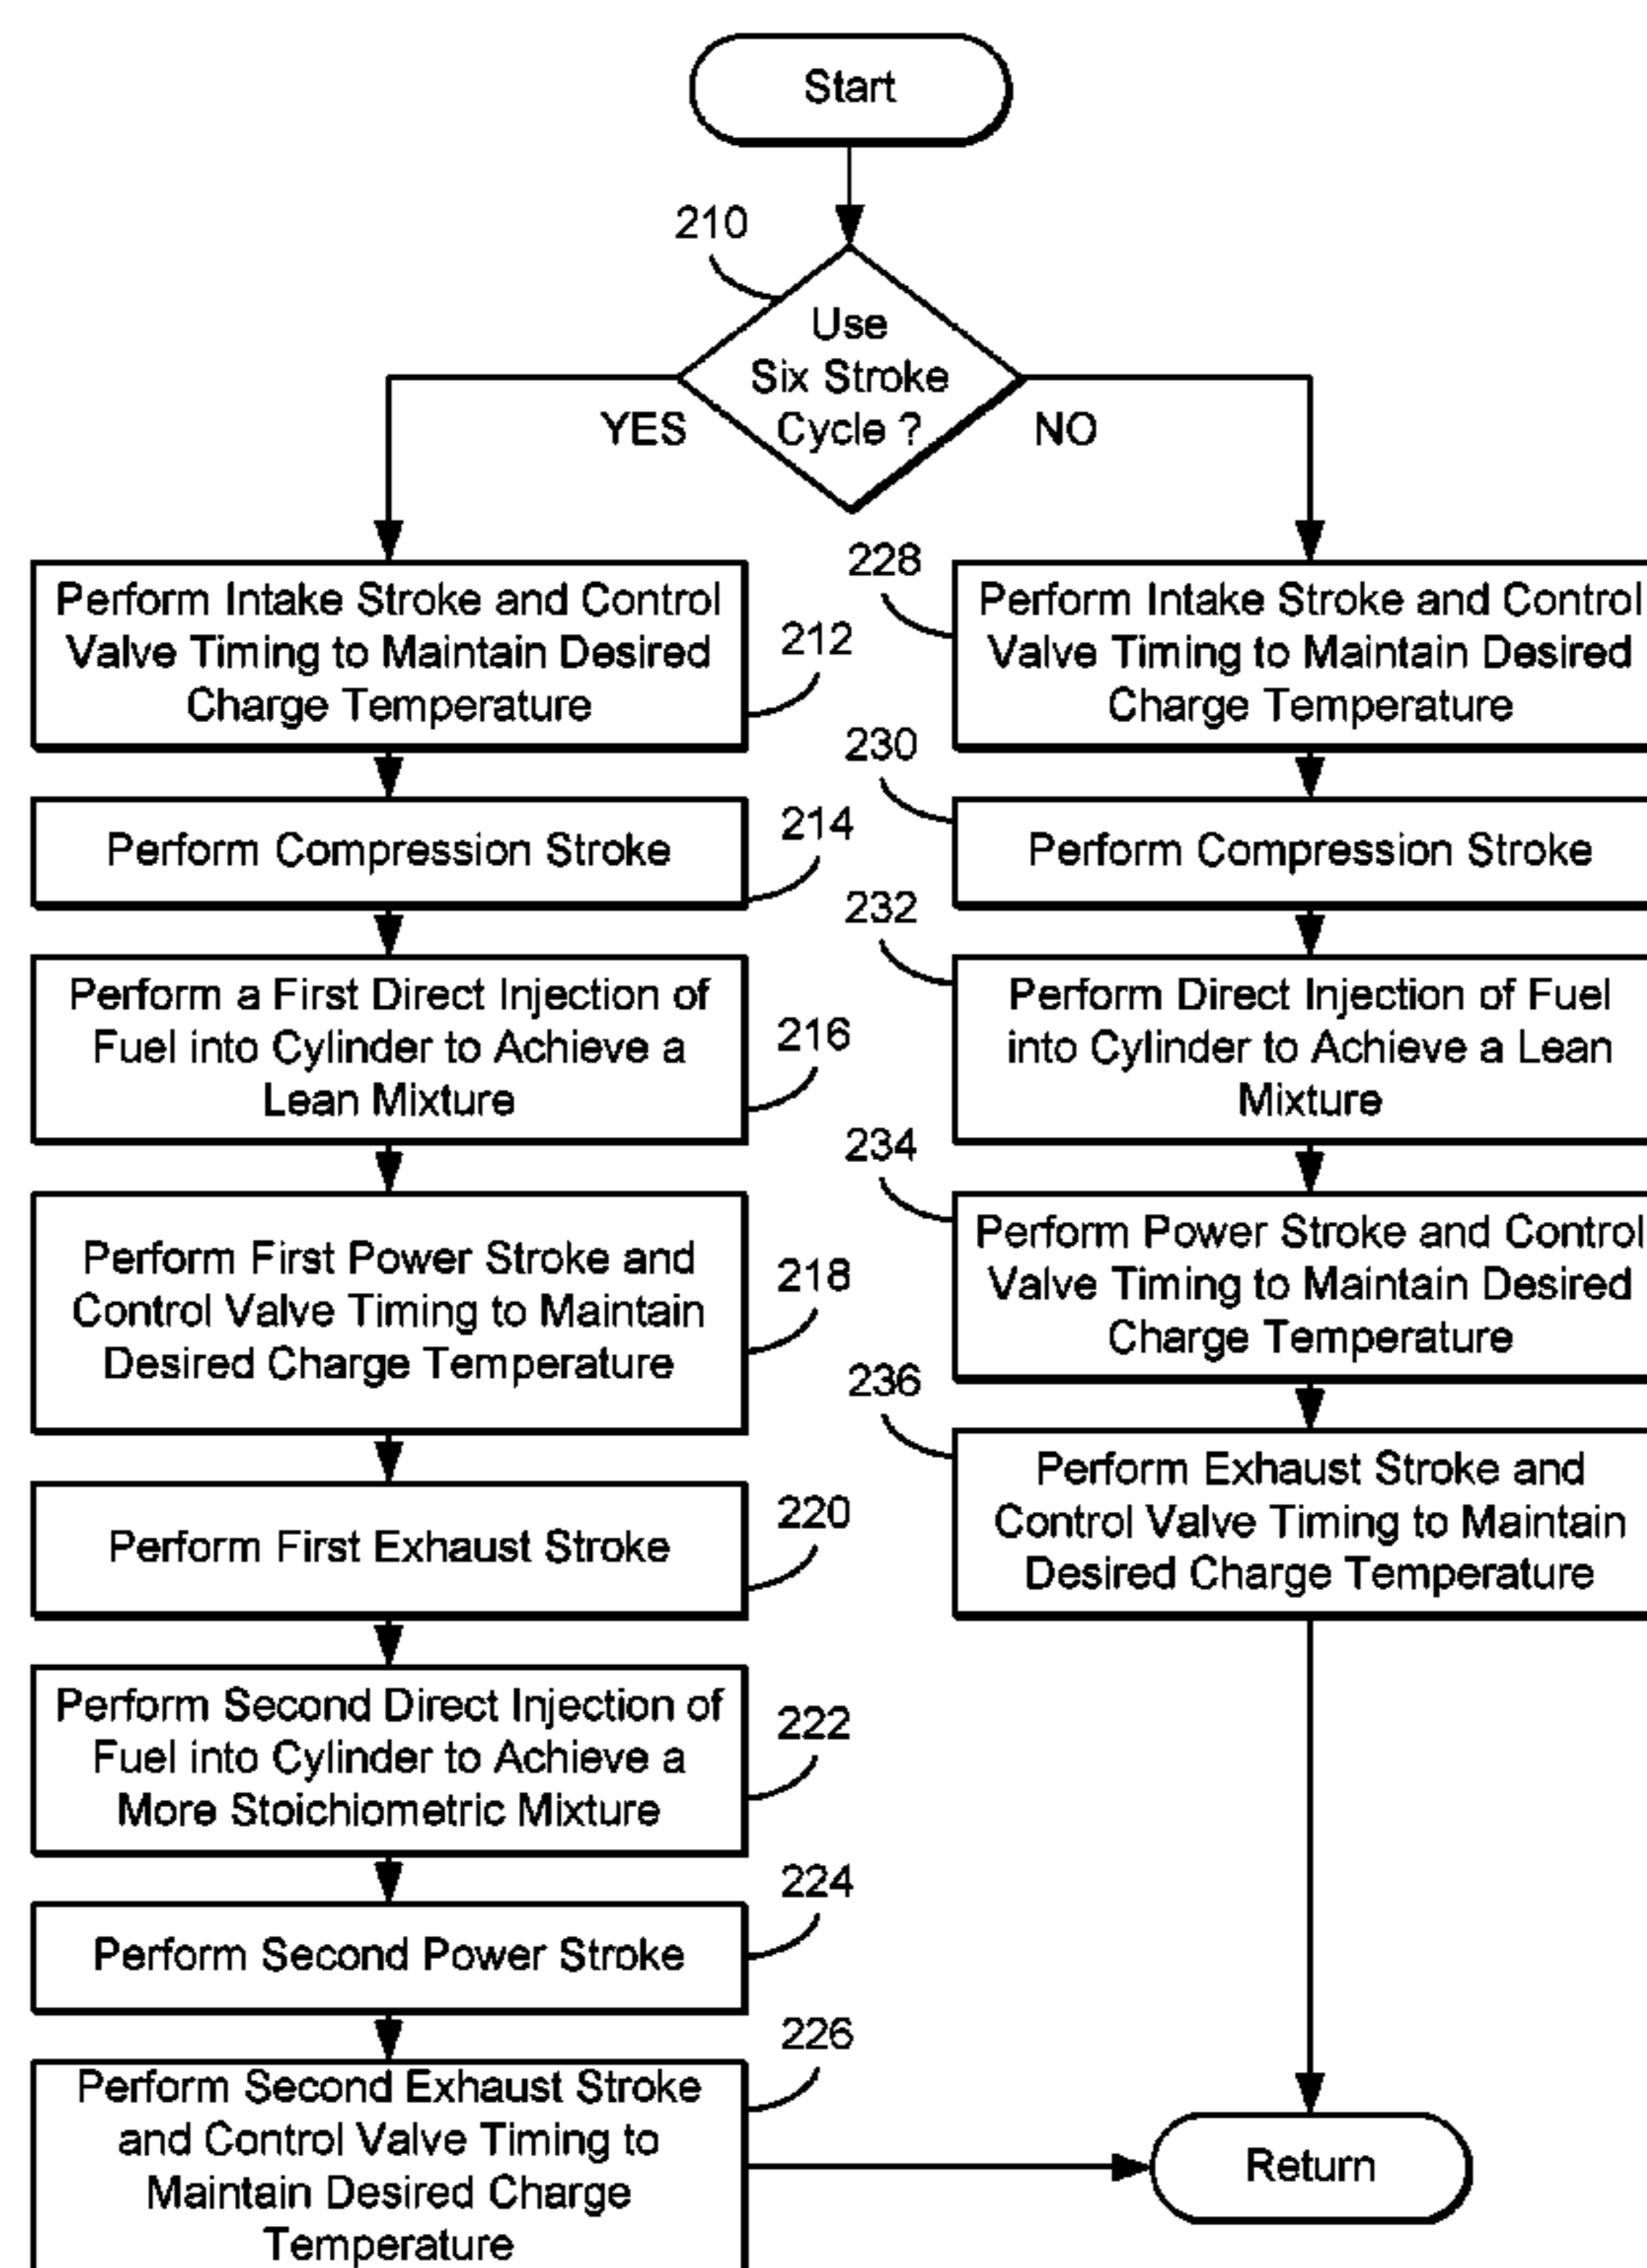 Start
210
Use
Six Stroke
Cycle ?
YES
NO
Perform Intake Stroke and Control
Valve Timing to Maintain Desired
Charge Temperature
212
Perform Compression Stroke
214
Perform a First Direct Injection of
Fuel into Cylinder to Achieve a
Lean Mixture
216
Perform First Power Stroke and
Control Valve Timing to Maintain
Desired Charge Temperature
218
Perform First Exhaust Stroke
220
Perform Second Direct Injection of
Fuel into Cylinder to Achieve a
More Stoichiometric Mixture
222
Perform Second Power Stroke
224
Perform Second Exhaust Stroke
and Control Valve Timing to
Maintain Desired Charge
Temperature
226
228
Perform Intake Stroke and Control
Valve Timing to Maintain Desired
Charge Temperature
230
Perform Compression Stroke
232
Perform Direct Injection of Fuel
into Cylinder to Achieve a Lean
Mixture
234
Perform Power Stroke and Control
Valve Timing to Maintain Desired
Charge Temperature
236
Perform Exhaust Stroke and
Control Valve Timing to Maintain
Desired Charge Temperature
Return